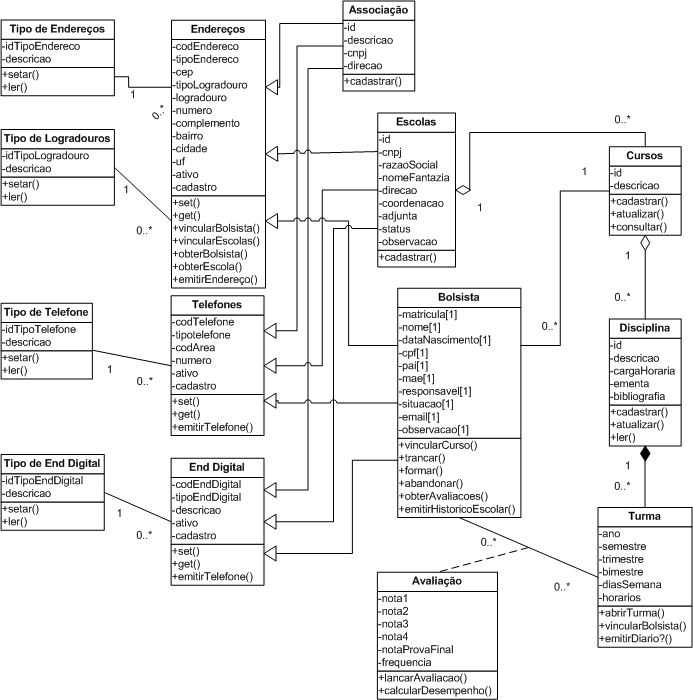 Tipo de Endereços
-idTipoEndereco
-descricao
+setar()
+ler()
1
0..*
Endereços
-codEndereco
-tipoEndereco
-cep
-tipoLogradouro
-logradouro
-numero
-complemento
-bairro
-cidade
-uf
-ativo
-cadastro
+set()
+get()
+vincularBolsista()
+vincularEscolas()
+obterBolsista()
+obterEscola()
+emitirEndereço()
Associação
-id
-descricao
-cnpj
-direcao
+cadastrar()
Tipo de Logradouros
-idTipoLogradouro
-descricao
+setar()
+ler()
1
0..*
Escolas
-id
-cnpj
-razaoSocial
-nomeFantazia
-direcao
-coordenacao
-adjunta
-status
-observacao
+cadastrar()
1
0..*
Cursos
-id
-descricao
+cadastrar()
+atualizar()
+consultar()
1
0..*
1
0..*
Tipo de Telefone
-idTipoTelefone
-descricao
+setar()
+ler()
1
0..*
Telefones
-codTelefone
-tipotelefone
-codArea
-numero
-ativo
-cadastro
+set()
+get()
+emitirTelefone()
Bolsista
-matricula[1]
-nome[1]
-dataNascimento[1]
-cpf[1]
-pai[1]
-mae[1]
-responsavel[1]
-situacao[1]
-email[1]
-observacao[1]
+vincularCurso()
+trancar()
+formar()
+abandonar()
+obterAvaliacoes()
+emitirHistoricoEscolar()
Disciplina
-id
-descricao
-cargaHoraria
-ementa
-bibliografia
+cadastrar()
+atualizar()
+ler()
1
0..*
Tipo de End Digital
-idTipoEndDigital
-descricao
+setar()
+ler()
1
0..*
End Digital
-codEndDigital
-tipoEndDigital
-descricao
-ativo
-cadastro
+set()
+get()
+emitirTelefone()
0..*
0..*
Turma
-ano
-semestre
-trimestre
-bimestre
-diasSemana
-horarios
+abrirTurma()
+vincularBolsista()
+emitirDiario?()
Avaliação
-nota1
-nota2
-nota3
-nota4
-notaProvaFinal
-frequencia
+lancarAvaliacao()
+calcularDesempenho()